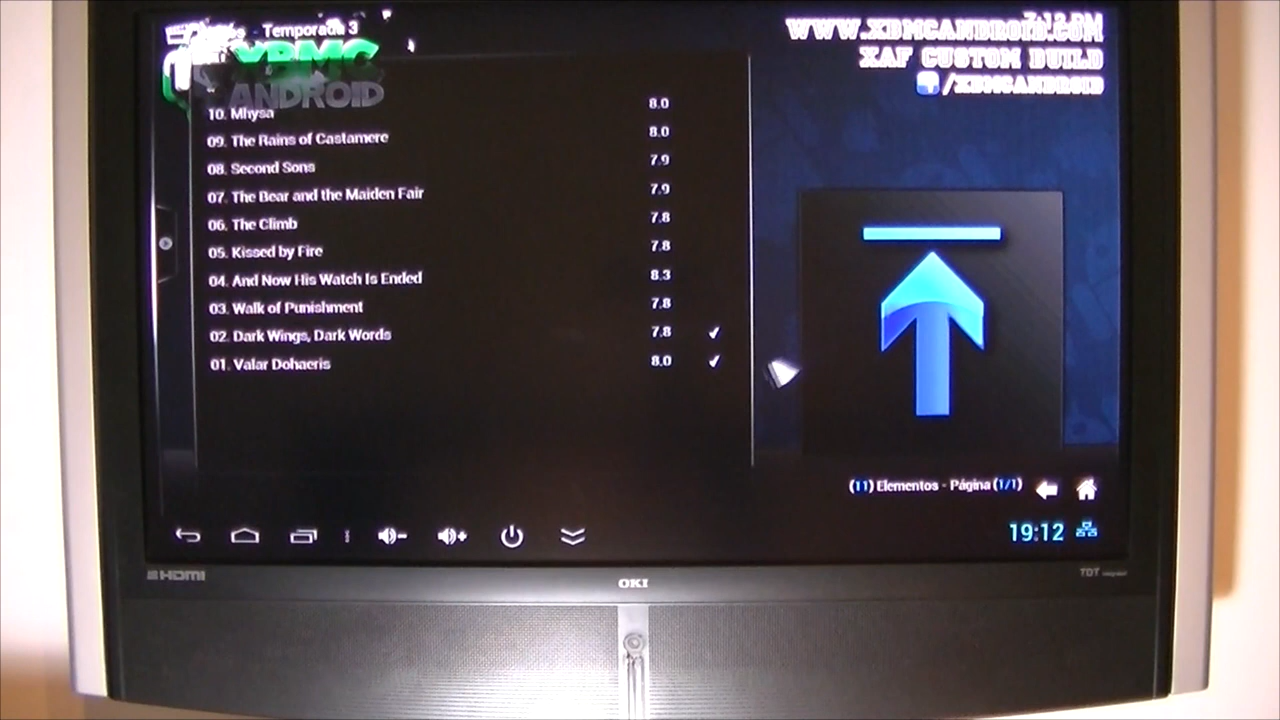 - Temporada 3
7:12 PM
WWW.XBMCANDROID.COM
XBMC
XAF CUSTOM BUILD
ANDROID
/XBMCANDROID
10. Mhysa 8.0
09. The Rains of Castamere 8.0
08. Second Sons 7.9
07. The Bear and the Maiden Fair 7.9
06. The Climb 7.8
05. Kissed by Fire 7.8
04. And Now His Watch Is Ended 8.3
03. Walk of Punishment 7.8
02. Dark Wings, Dark Words 7.8
01. Valar Dohaeris 8.0
(11) Elementos - Página (1/1)
19:12
HDMI
OKI
TDT